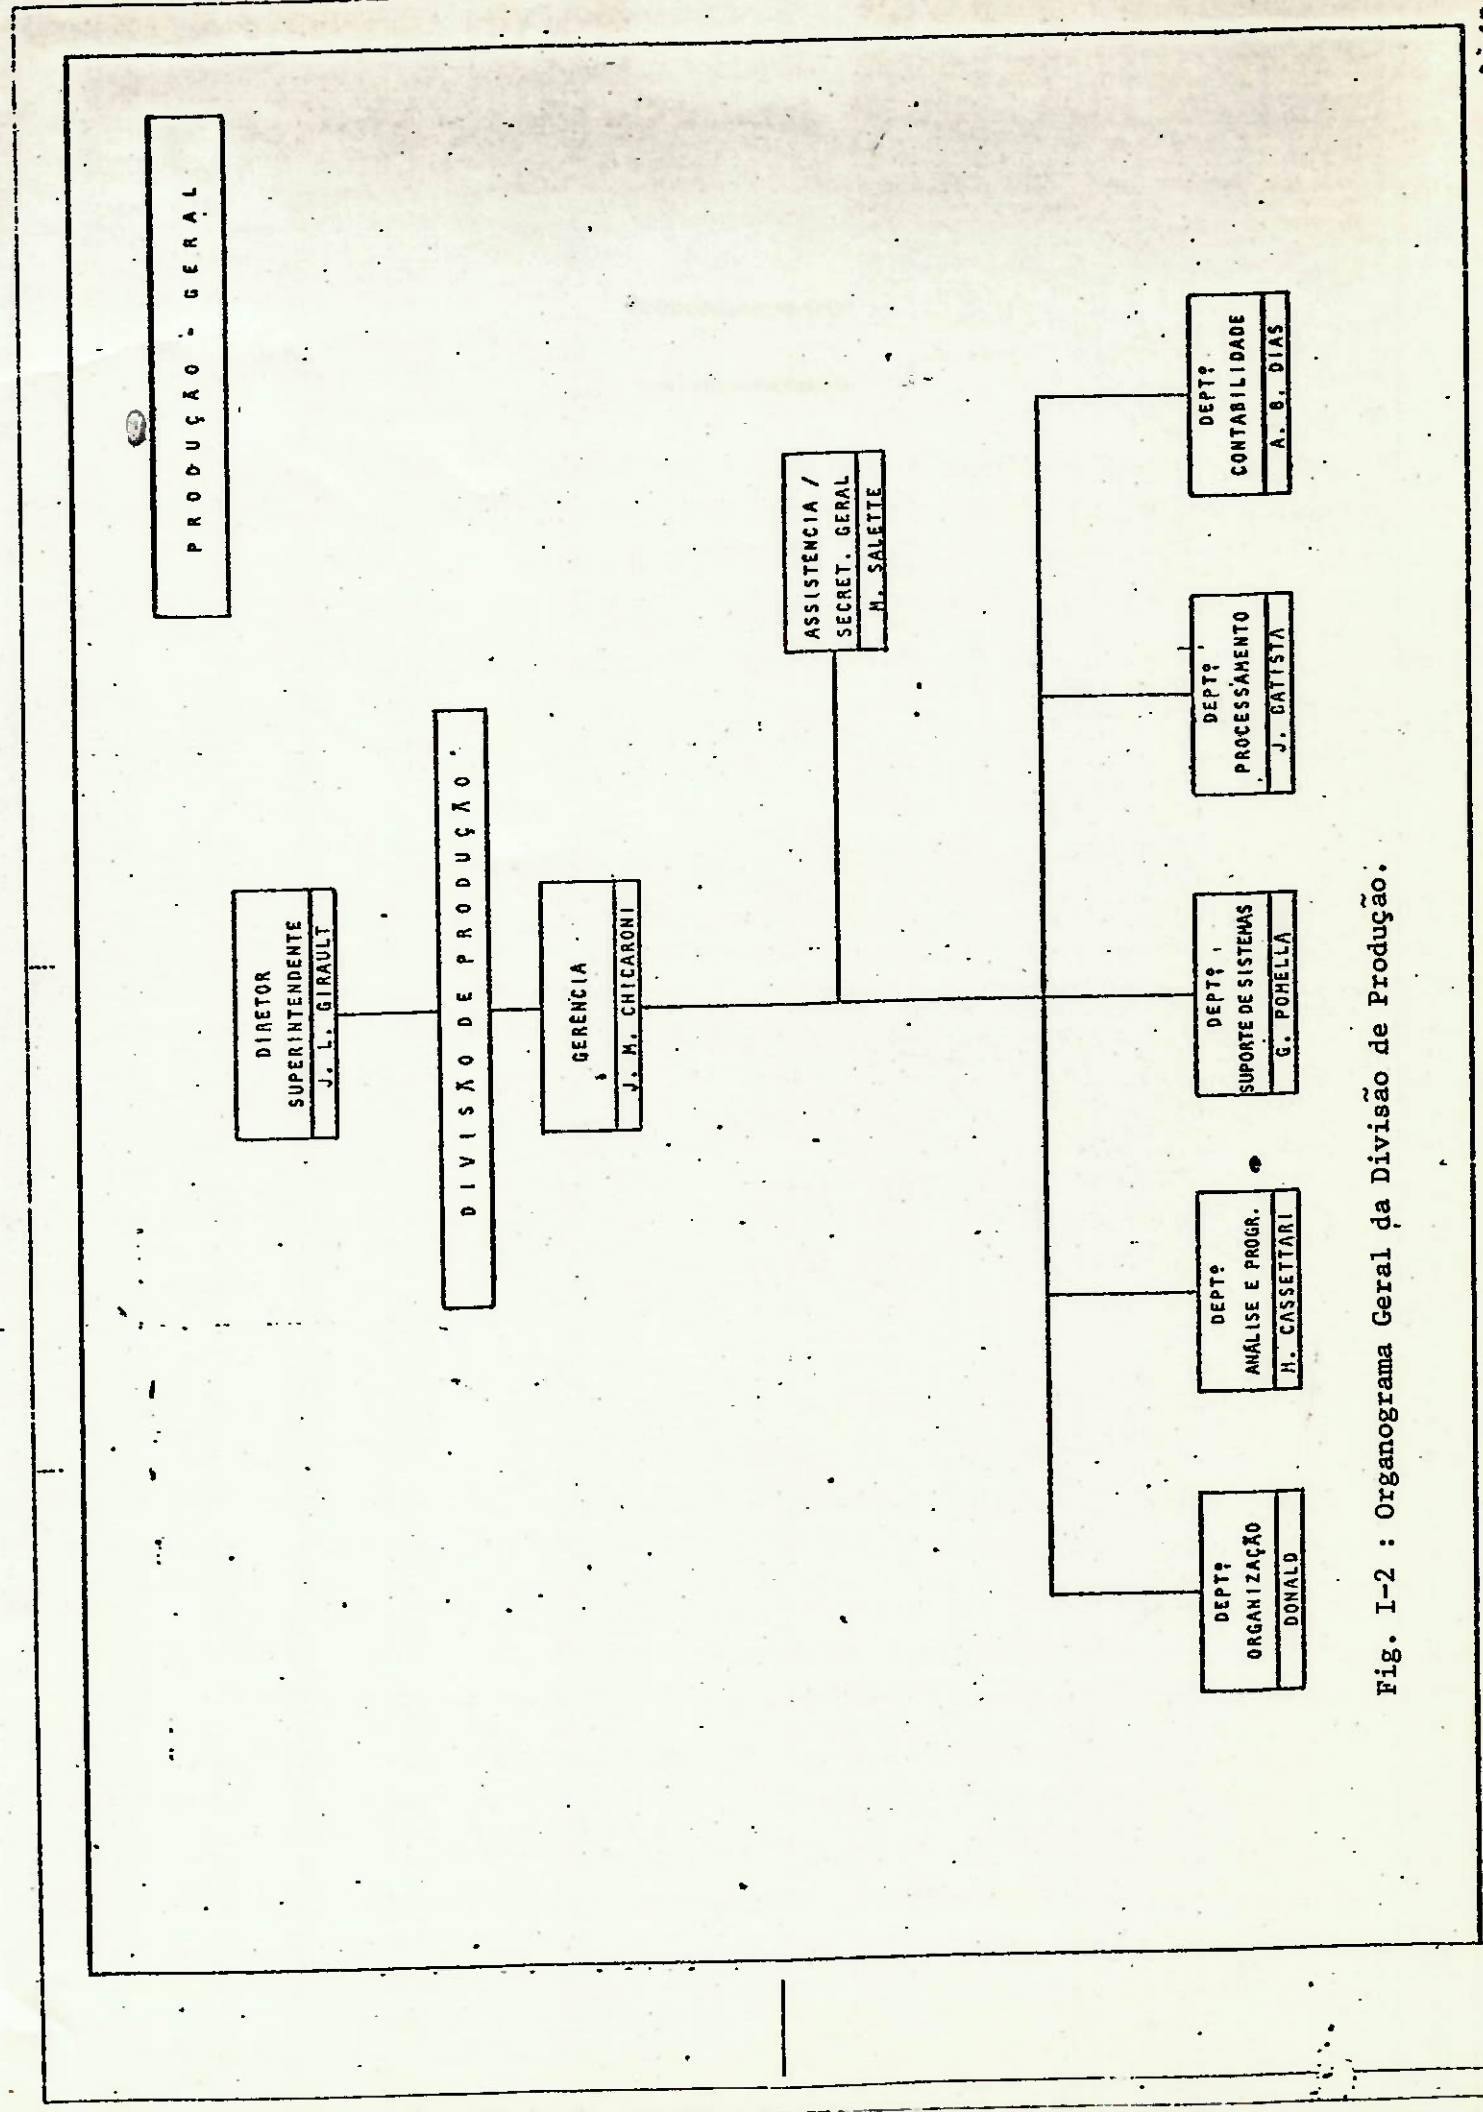 PRODUÇÃO - GERAL
DIRETOR
SUPERINTENDENTE
J. L. GIRAULT
DIVISÃO DE PRODUÇÃO
GERÊNCIA
J. M. CHICARONI
ASSISTÊNCIA /
SECRET. GERAL
M. SALETTE
DEPTº
ORGANIZAÇÃO
DONALD
DEPTº
ANÁLISE E PROGR.
M. CASSETTARI
DEPTº
SUPORTE DE SISTEMAS
G. POMELLA
DEPTº
PROCESSAMENTO
J. BATISTA
DEPTº
CONTABILIDADE
A. B. DIAS
Fig. I-2 : Organograma Geral da Divisão de Produção.